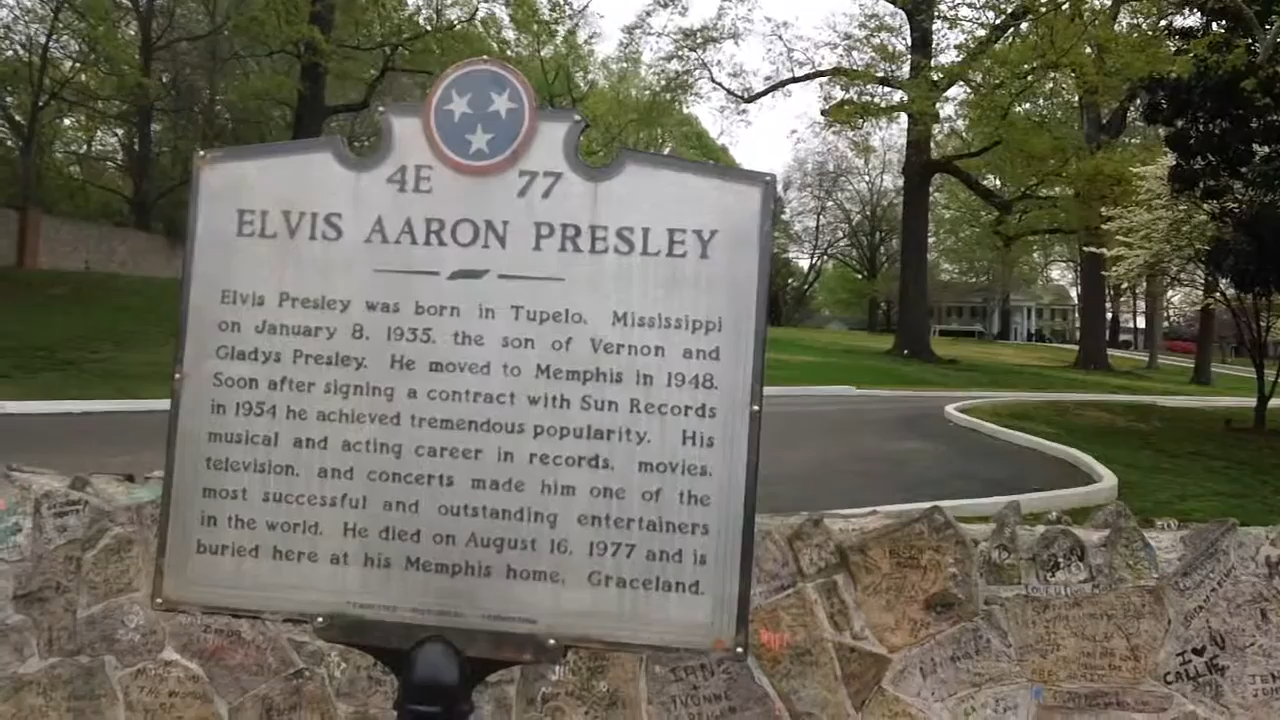 4E 77
ELVIS AARON PRESLEY
Elvis Presley was born in Tupelo, Mississippi
on January 8, 1935, the son of Vernon and
Gladys Presley. He moved to Memphis in 1948.
Soon after signing a contract with Sun Records
in 1954 he achieved tremendous popularity. His
musical and acting career in records, movies,
television, and concerts made him one of the
most successful and outstanding entertainers
in the world. He died on August 16, 1977 and is
buried here at his Memphis home, Graceland.
I ♥ U
CALLIE
IAN
YVONNE